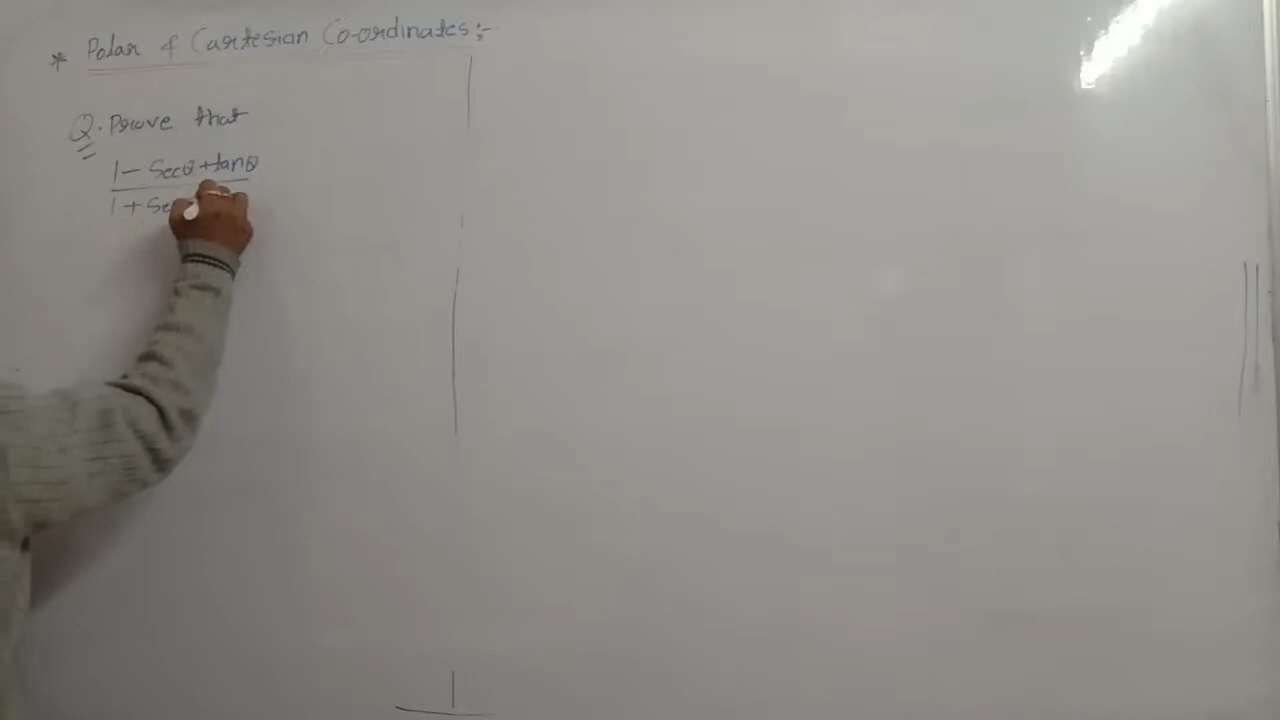 * Polar & Cartesian Co-ordinates:-
Q. Prove that
1 - Secθ + tanθ
1 + Se